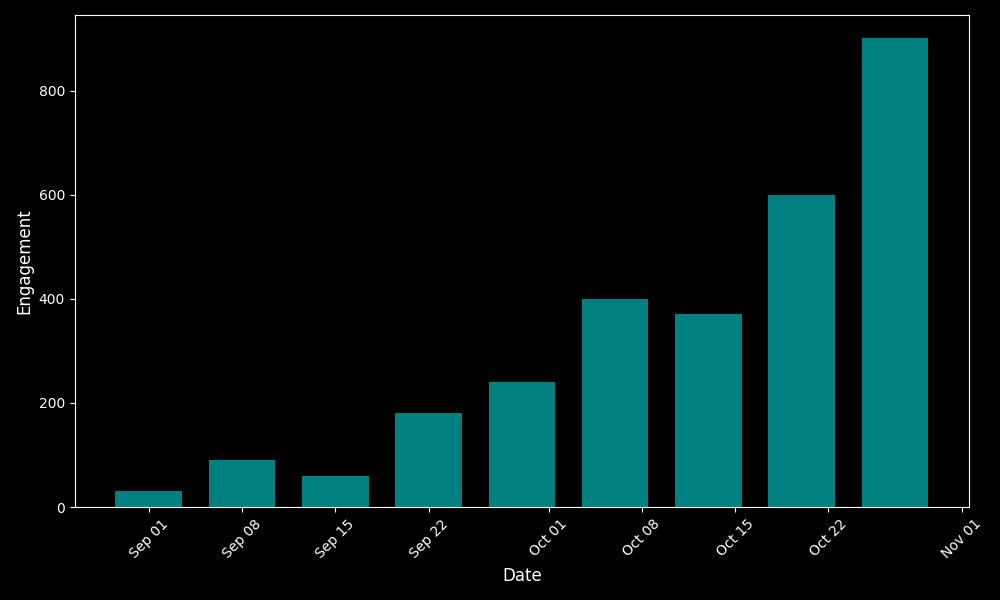 800
600
400
200
0
Engagement
Sep 01
Sep 08
Sep 15
Sep 22
Oct 01
Oct 08
Oct 15
Oct 22
Nov 01
Date